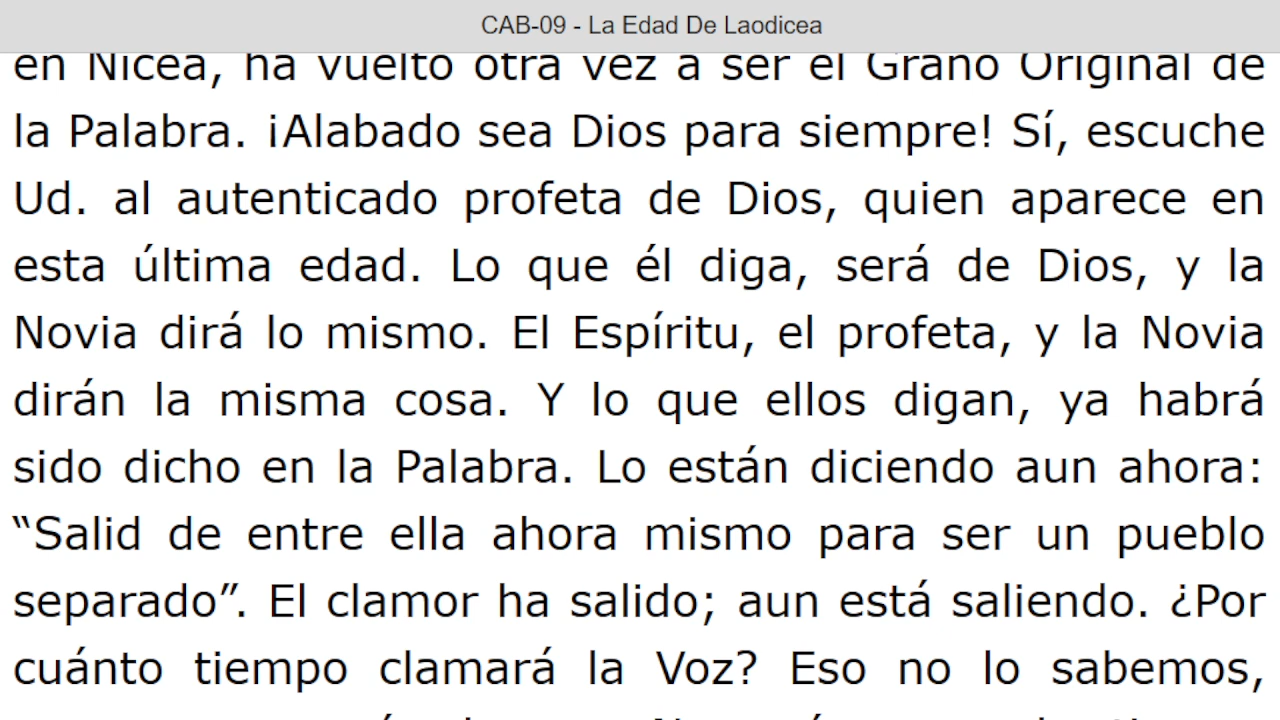 CAB-09 - La Edad De Laodicea
en Nicea, ha vuelto otra vez a ser el Grano Original de
la Palabra. ¡Alabado sea Dios para siempre! Sí, escuche
Ud. al autenticado profeta de Dios, quien aparece en
esta última edad. Lo que él diga, será de Dios, y la
Novia dirá lo mismo. El Espíritu, el profeta, y la Novia
dirán la misma cosa. Y lo que ellos digan, ya habrá
sido dicho en la Palabra. Lo están diciendo aun ahora:
“Salid de entre ella ahora mismo para ser un pueblo
separado”. El clamor ha salido; aun está saliendo. ¿Por
cuánto tiempo clamará la Voz? Eso no lo sabemos,